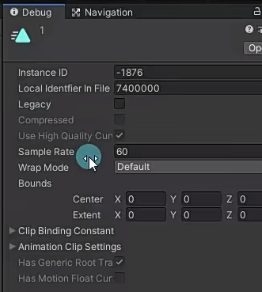 Debug Navigation
1
Op
Instance ID -1876
Local Identfier In File 7400000
Legacy
Compressed
Use High Quality Cur
Sample Rate 60
Wrap Mode Default
Bounds
Center X 0 Y 0 Z 0
Extent X 0 Y 0 Z 0
Clip Binding Constant
Animation Clip Settings
Has Generic Root Tra
Has Motion Float Cur